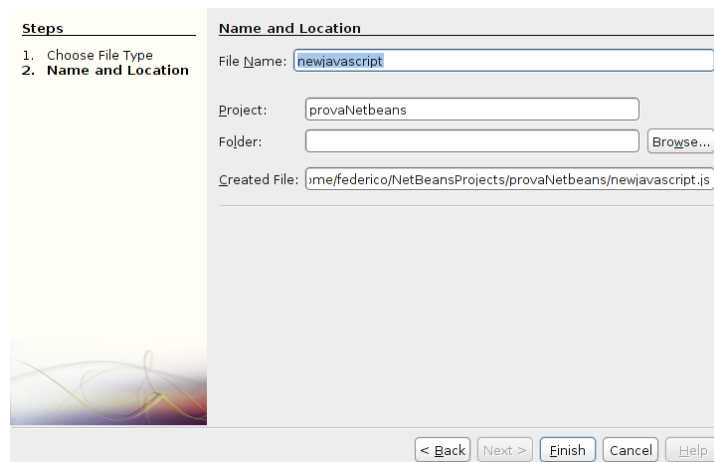 Steps
1. Choose File Type
2. Name and Location
Name and Location
File Name: newjavascript
Project: provaNetbeans
Folder:
Browse...
Created File: ome/federico/NetBeansProjects/provaNetbeans/newjavascript.js
< Back Next > Finish Cancel Help